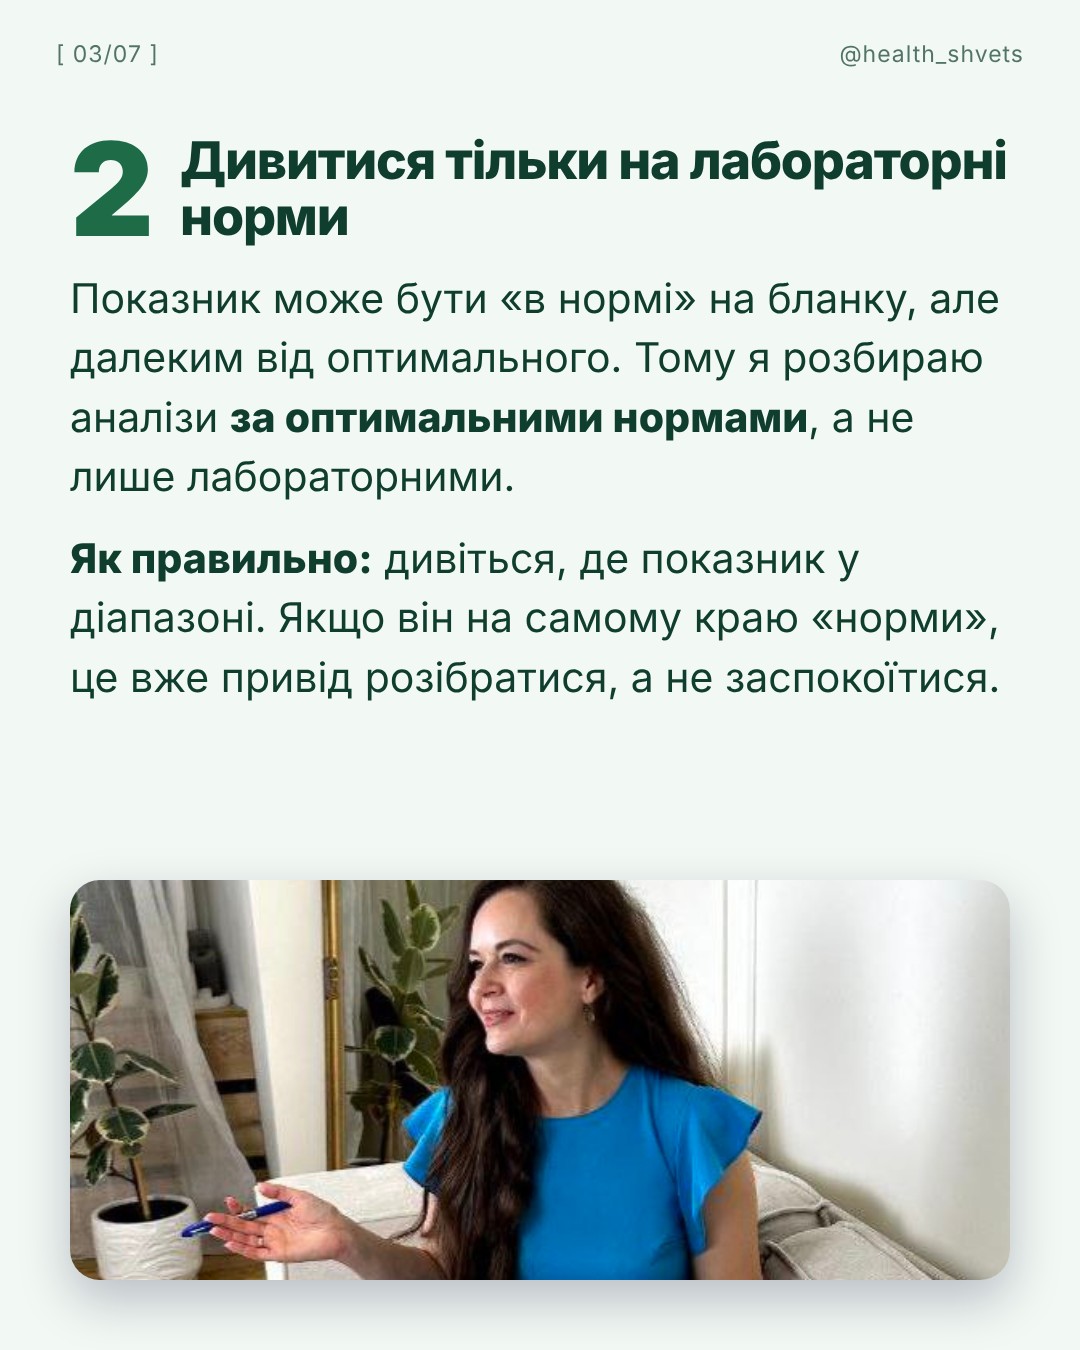 [ 03/07 ]
@health_shvets
2
Дивитися тільки на лабораторні
норми
Показник може бути «в нормі» на бланку, але
далеким від оптимального. Тому я розбираю
аналізи за оптимальними нормами, а не
лише лабораторними.
Як правильно: дивіться, де показник у
діапазоні. Якщо він на самому краю «норми»,
це вже привід розібратися, а не заспокоїтися.